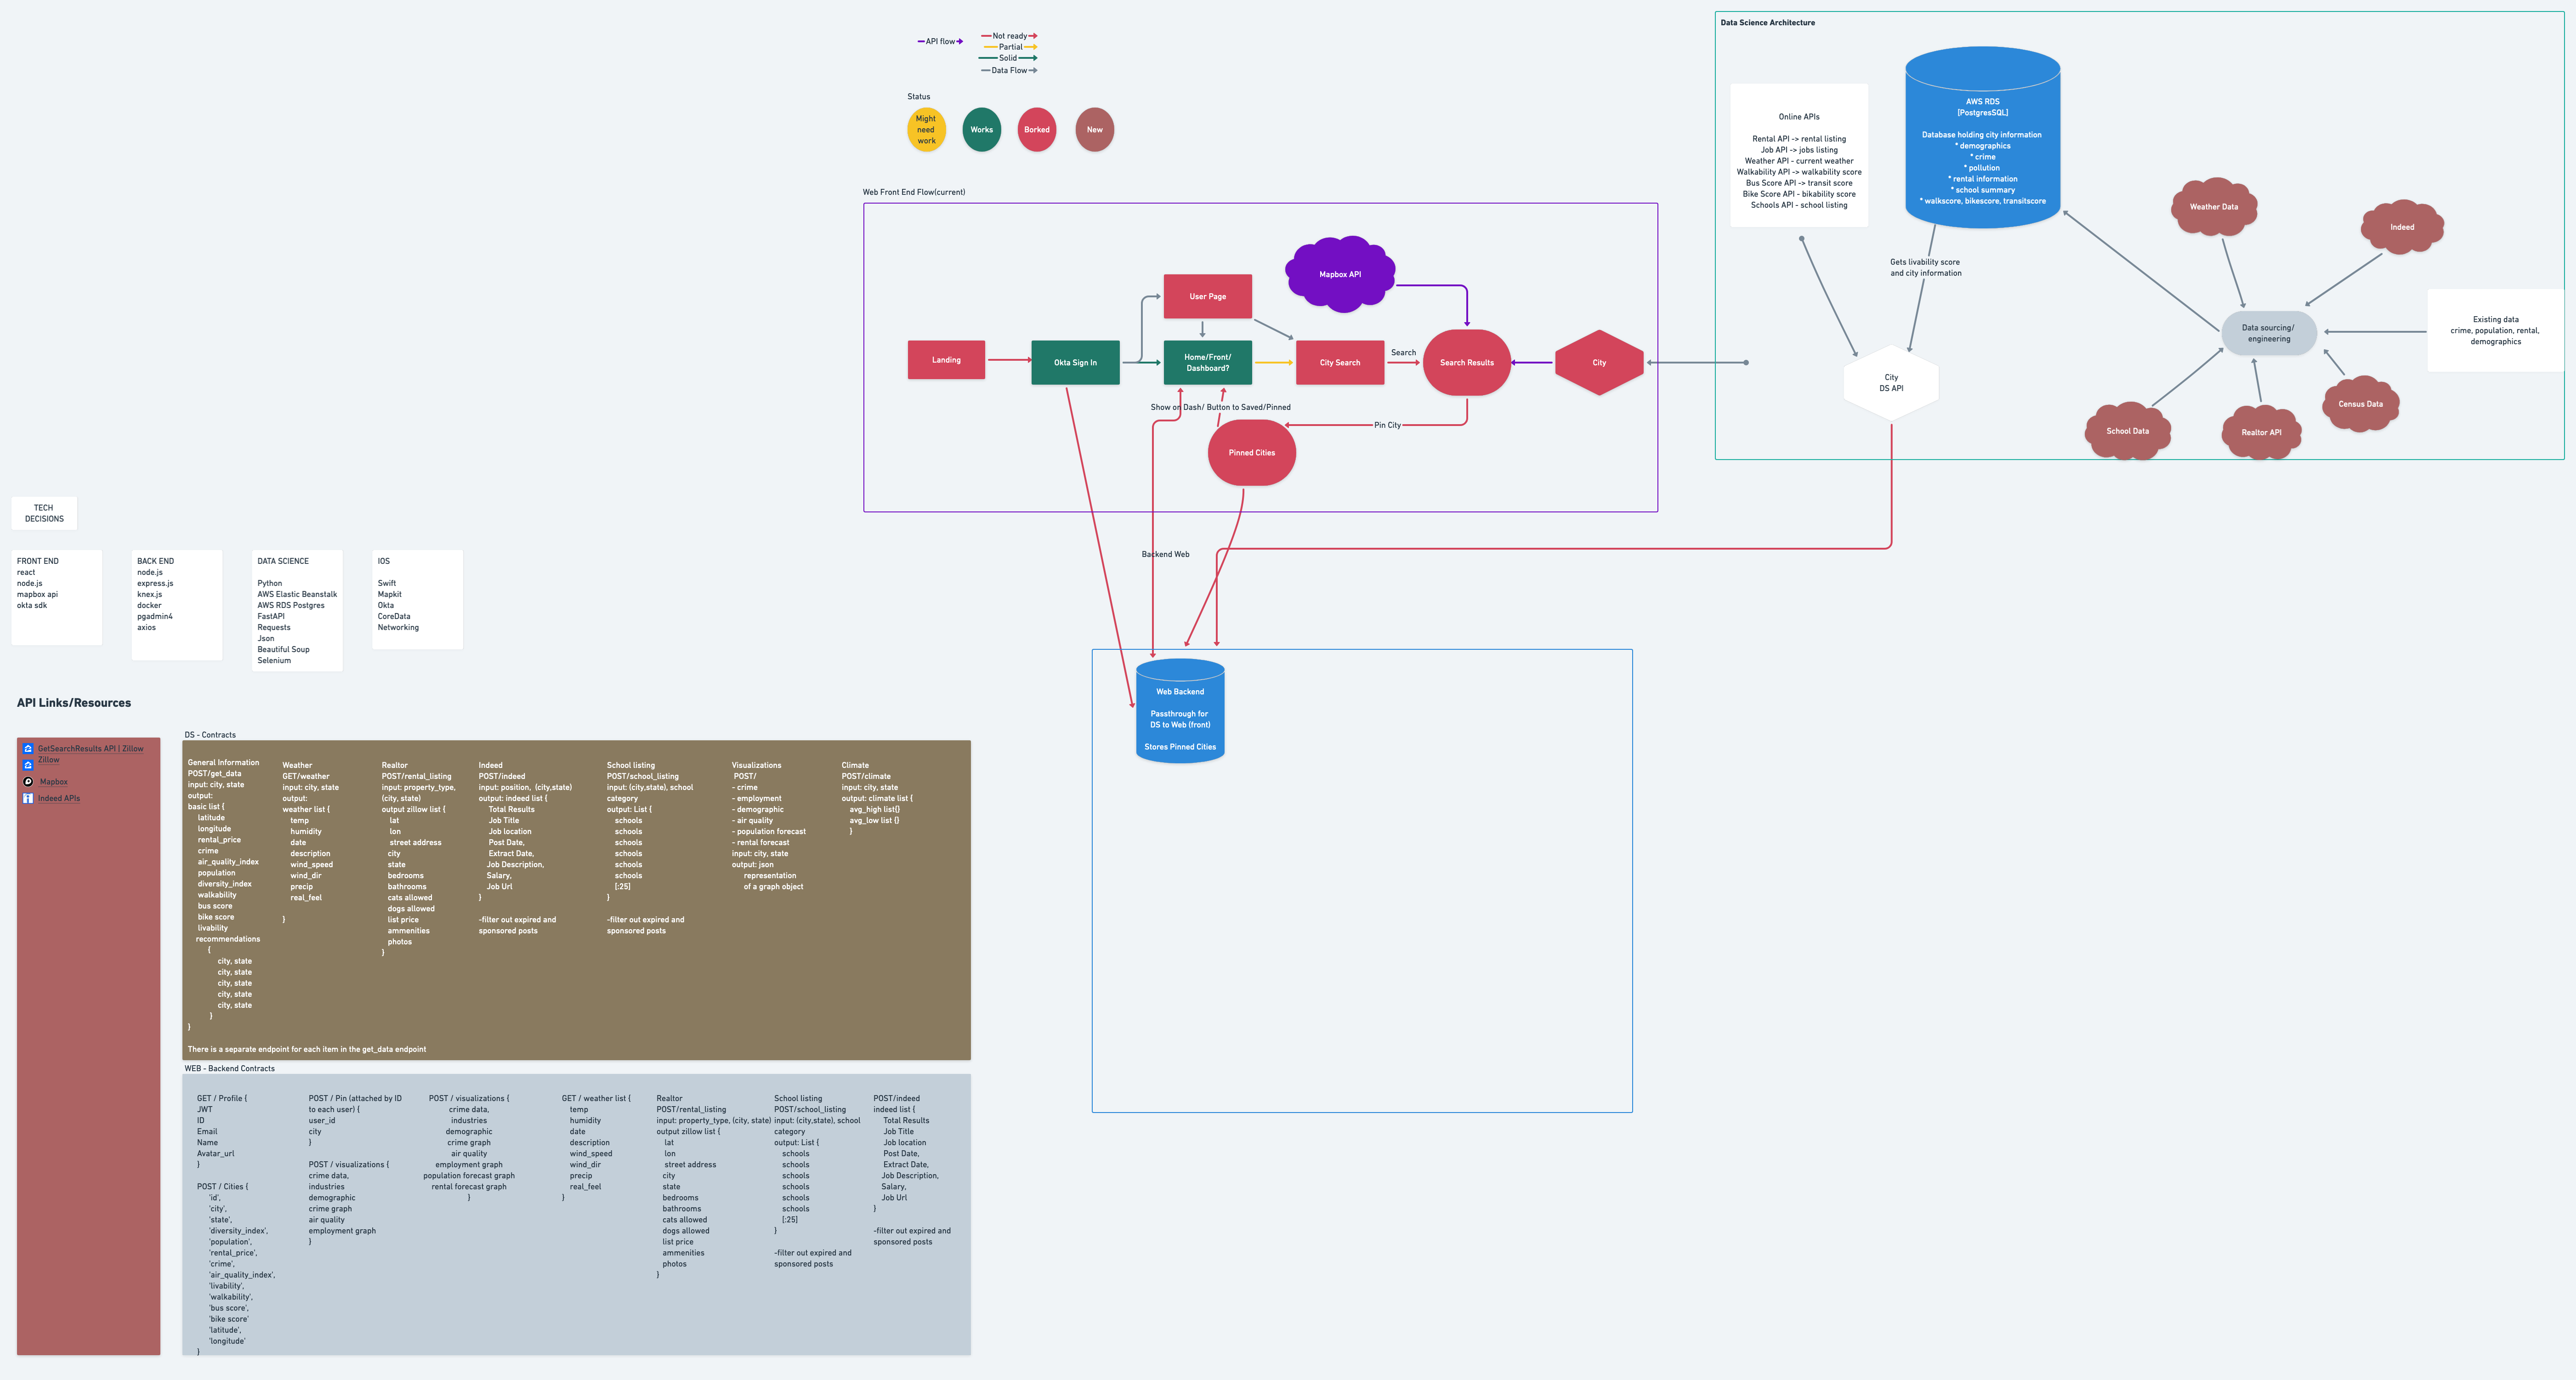 Data Science Architecture
API flow
Not ready
Partial
Solid
Data Flow
Status
Might
need
work
Works
Borked
New
Online APIs
Rental API -> rental listing
Job API -> jobs listing
Weather API - current weather
Walkability API -> walkability score
Bus Score API -> transit score
Bike Score API - bikability score
Schools API - school listing
AWS RDS
[PostgresSQL]
Database holding city information
* demographics
* crime
* pollution
* rental information
* school summary
* walkscore, bikescore, transitscore
Weather Data
Indeed
Gets livability score
and city information
Existing data
crime, population, rental,
demographics
Data sourcing/
engineering
City
DS API
School Data
Realtor API
Census Data
Web Front End Flow(current)
Mapbox API
User Page
Landing
Okta Sign In
Home/Front/
Dashboard?
City Search
Search
Search Results
City
Show on Dash/ Button to Saved/Pinned
Pin City
Pinned Cities
Backend Web
Web Backend
Passthrough for
DS to Web (front)
Stores Pinned Cities
TECH
DECISIONS
FRONT END
react
node.js
mapbox api
okta sdk
BACK END
node.js
express.js
knex.js
docker
pgadmin4
axios
DATA SCIENCE
Python
AWS Elastic Beanstalk
AWS RDS Postgres
FastAPI
Requests
Json
Beautiful Soup
Selenium
IOS
Swift
Mapkit
Okta
CoreData
Networking
API Links/Resources
GetSearchResults API | Zillow
Zillow
Mapbox
Indeed APIs
DS - Contracts
General Information
POST/get_data
input: city, state
output:
basic list {
latitude
longitude
rental_price
crime
air_quality_index
population
diversity_index
walkability
bus score
bike score
livability
recommendations
{
city, state
city, state
city, state
city, state
city, state
}
}
There is a separate endpoint for each item in the get_data endpoint
Weather
GET/weather
input: city, state
output:
weather list {
temp
humidity
date
description
wind_speed
wind_dir
precip
real_feel
}
Realtor
POST/rental_listing
input: property_type,
(city, state)
output zillow list {
lat
lon
street address
city
state
bedrooms
bathrooms
cats allowed
dogs allowed
list price
ammenities
photos
}
Indeed
POST/indeed
input: position, (city,state)
output: indeed list {
Total Results
Job Title
Job location
Post Date,
Extract Date,
Job Description,
Salary,
Job Url
}
-filter out expired and
sponsored posts
School listing
POST/school_listing
input: (city,state), school
category
output: List {
schools
schools
schools
schools
schools
schools
[:25]
}
-filter out expired and
sponsored posts
Visualizations
POST/
- crime
- employment
- demographic
- air quality
- population forecast
- rental forecast
input: city, state
output: json
representation
of a graph object
Climate
POST/climate
input: city, state
output: climate list {
avg_high list{}
avg_low list {}
}
WEB - Backend Contracts
GET / Profile {
JWT
ID
Email
Name
Avatar_url
}
POST / Cities {
'id',
'city',
'state',
'diversity_index',
'population',
'rental_price',
'crime',
'air_quality_index',
'livability',
'walkability',
'bus score',
'bike score'
'latitude',
'longitude'
}
POST / Pin (attached by ID
to each user) {
user_id
city
}
POST / visualizations {
crime data,
industries
demographic
crime graph
air quality
employment graph
}
POST / visualizations {
crime data,
industries
demographic
crime graph
air quality
employment graph
population forecast graph
rental forecast graph
}
GET / weather list {
temp
humidity
date
description
wind_speed
wind_dir
precip
real_feel
}
Realtor
POST/rental_listing
input: property_type, (city, state)
output zillow list {
lat
lon
street address
city
state
bedrooms
bathrooms
cats allowed
dogs allowed
list price
ammenities
photos
}
School listing
POST/school_listing
input: (city,state), school
category
output: List {
schools
schools
schools
schools
schools
schools
[:25]
}
-filter out expired and
sponsored posts
POST/indeed
indeed list {
Total Results
Job Title
Job location
Post Date,
Extract Date,
Job Description,
Salary,
Job Url
}
-filter out expired and
sponsored posts